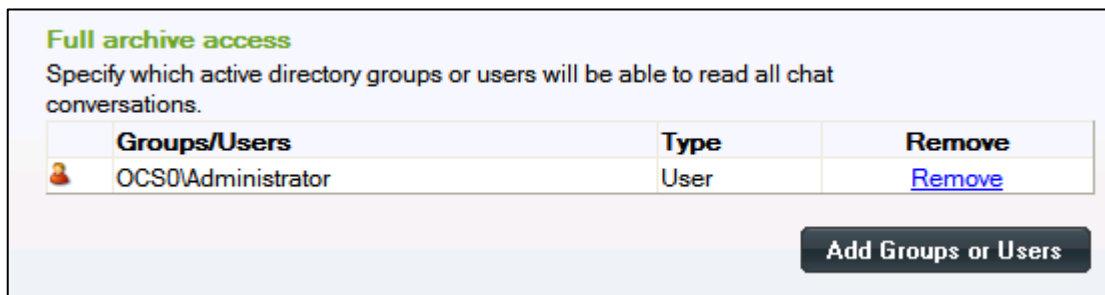 Full archive access
Specify which active directory groups or users will be able to read all chat
conversations.
Groups/Users Type Remove
OCS0\Administrator User Remove
Add Groups or Users